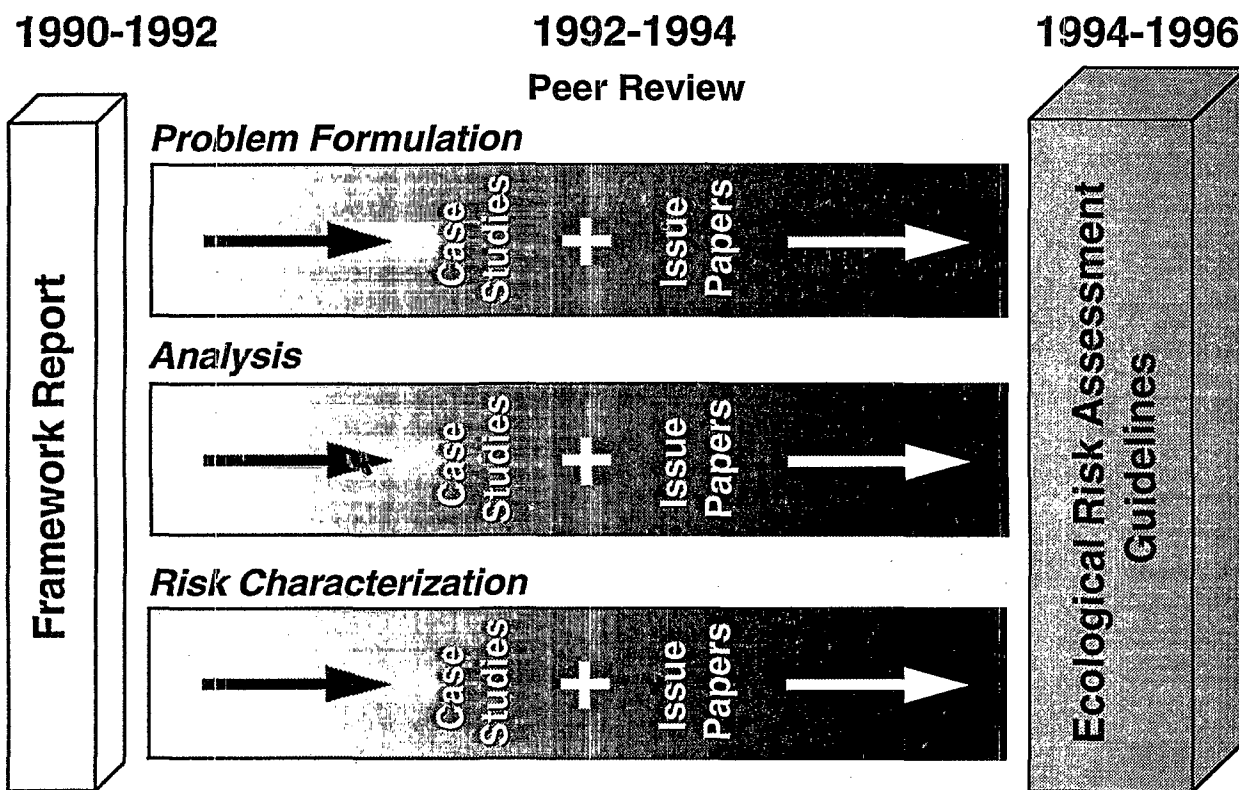 1990-1992
1992-1994
1994-1996
Peer Review
Framework Report
Problem Formulation
Case
Studies
+
Issue
Papers
Analysis
Case
Studies
+
Issue
Papers
Risk Characterization
Case
Studies
+
Issue
Papers
Ecological Risk Assessment
Guidelines